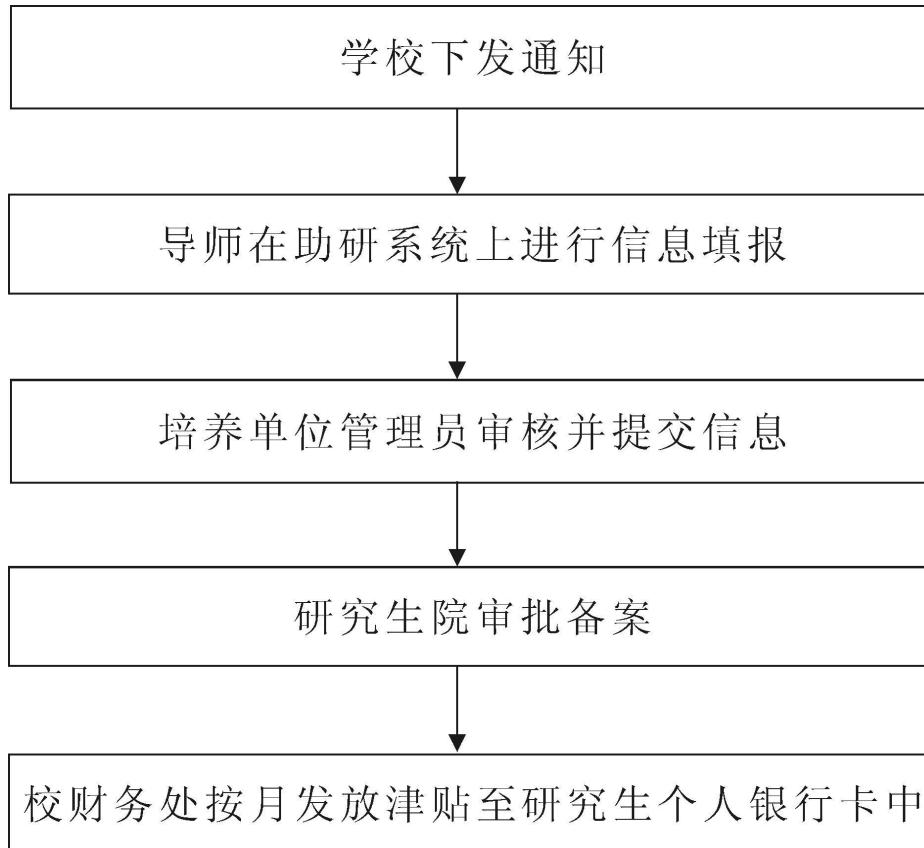 学校下发通知
导师在助研系统上进行信息填报
培养单位管理员审核并提交信息
研究生院审批备案
校财务处按月发放津贴至研究生个人银行卡中